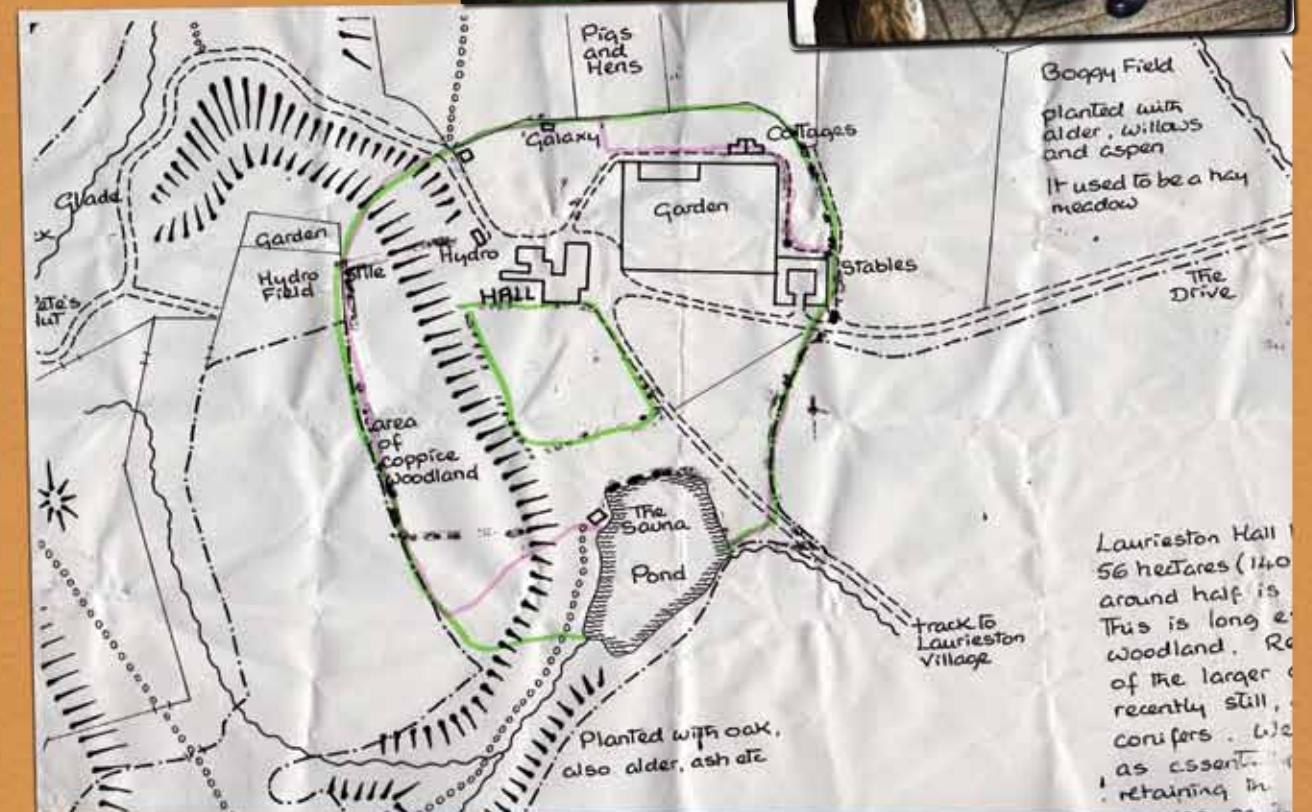 Pigs
and
Hens
Boggy Field
planted with
alder, willows
and aspen
It used to be a hay
meadow
'Galaxy'
Cottages
Glade
Garden
Garden
Hydro
Stile
Hydro
Field
HALL
Stables
The
Drive
area
of
coppice
woodland
The
Sauna
Pond
track to
Laurieston
Village
Planted with oak,
also alder, ash etc
Laurieston Hall
56 hectares (140
around half is
This is long
woodland.
of the larger
recently still,
conifers. We
as
retaining in